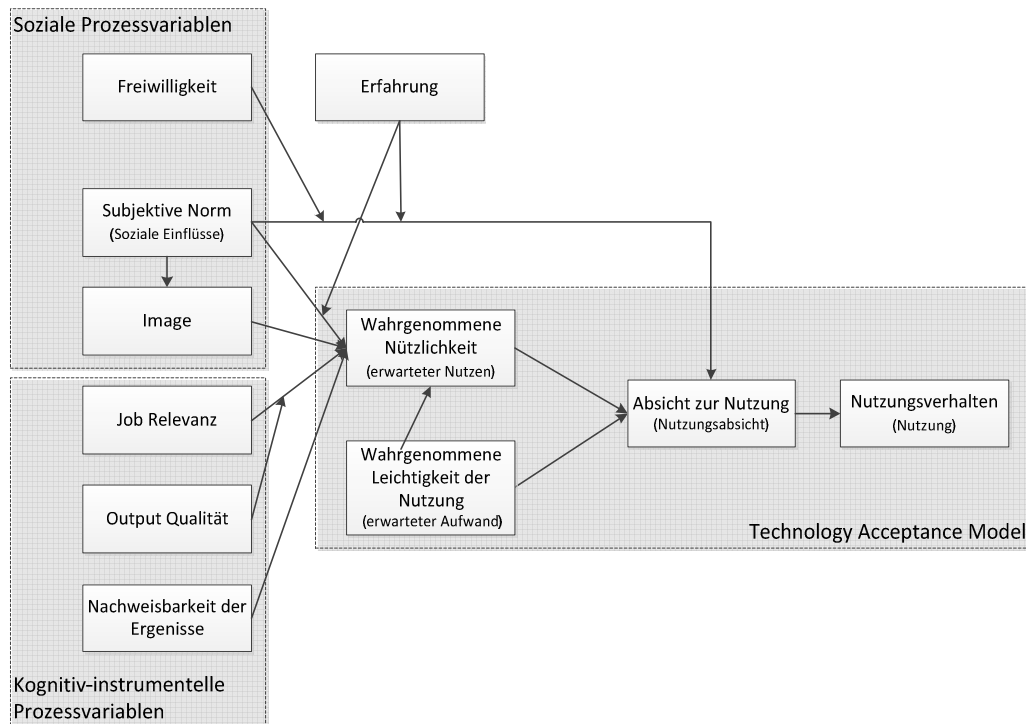 Soziale Prozessvariablen
Freiwilligkeit
Erfahrung
Subjektive Norm
(Soziale Einflüsse)
Image
Wahrgenommene
Nützlichkeit
(erwarteter Nutzen)
Job Relevanz
Absicht zur Nutzung
(Nutzungsabsicht)
Nutzungsverhalten
(Nutzung)
Wahrgenommene
Leichtigkeit der
Nutzung
(erwarteter Aufwand)
Output Qualität
Technology Acceptance Model
Nachweisbarkeit der
Ergenisse
Kognitiv-instrumentelle
Prozessvariablen